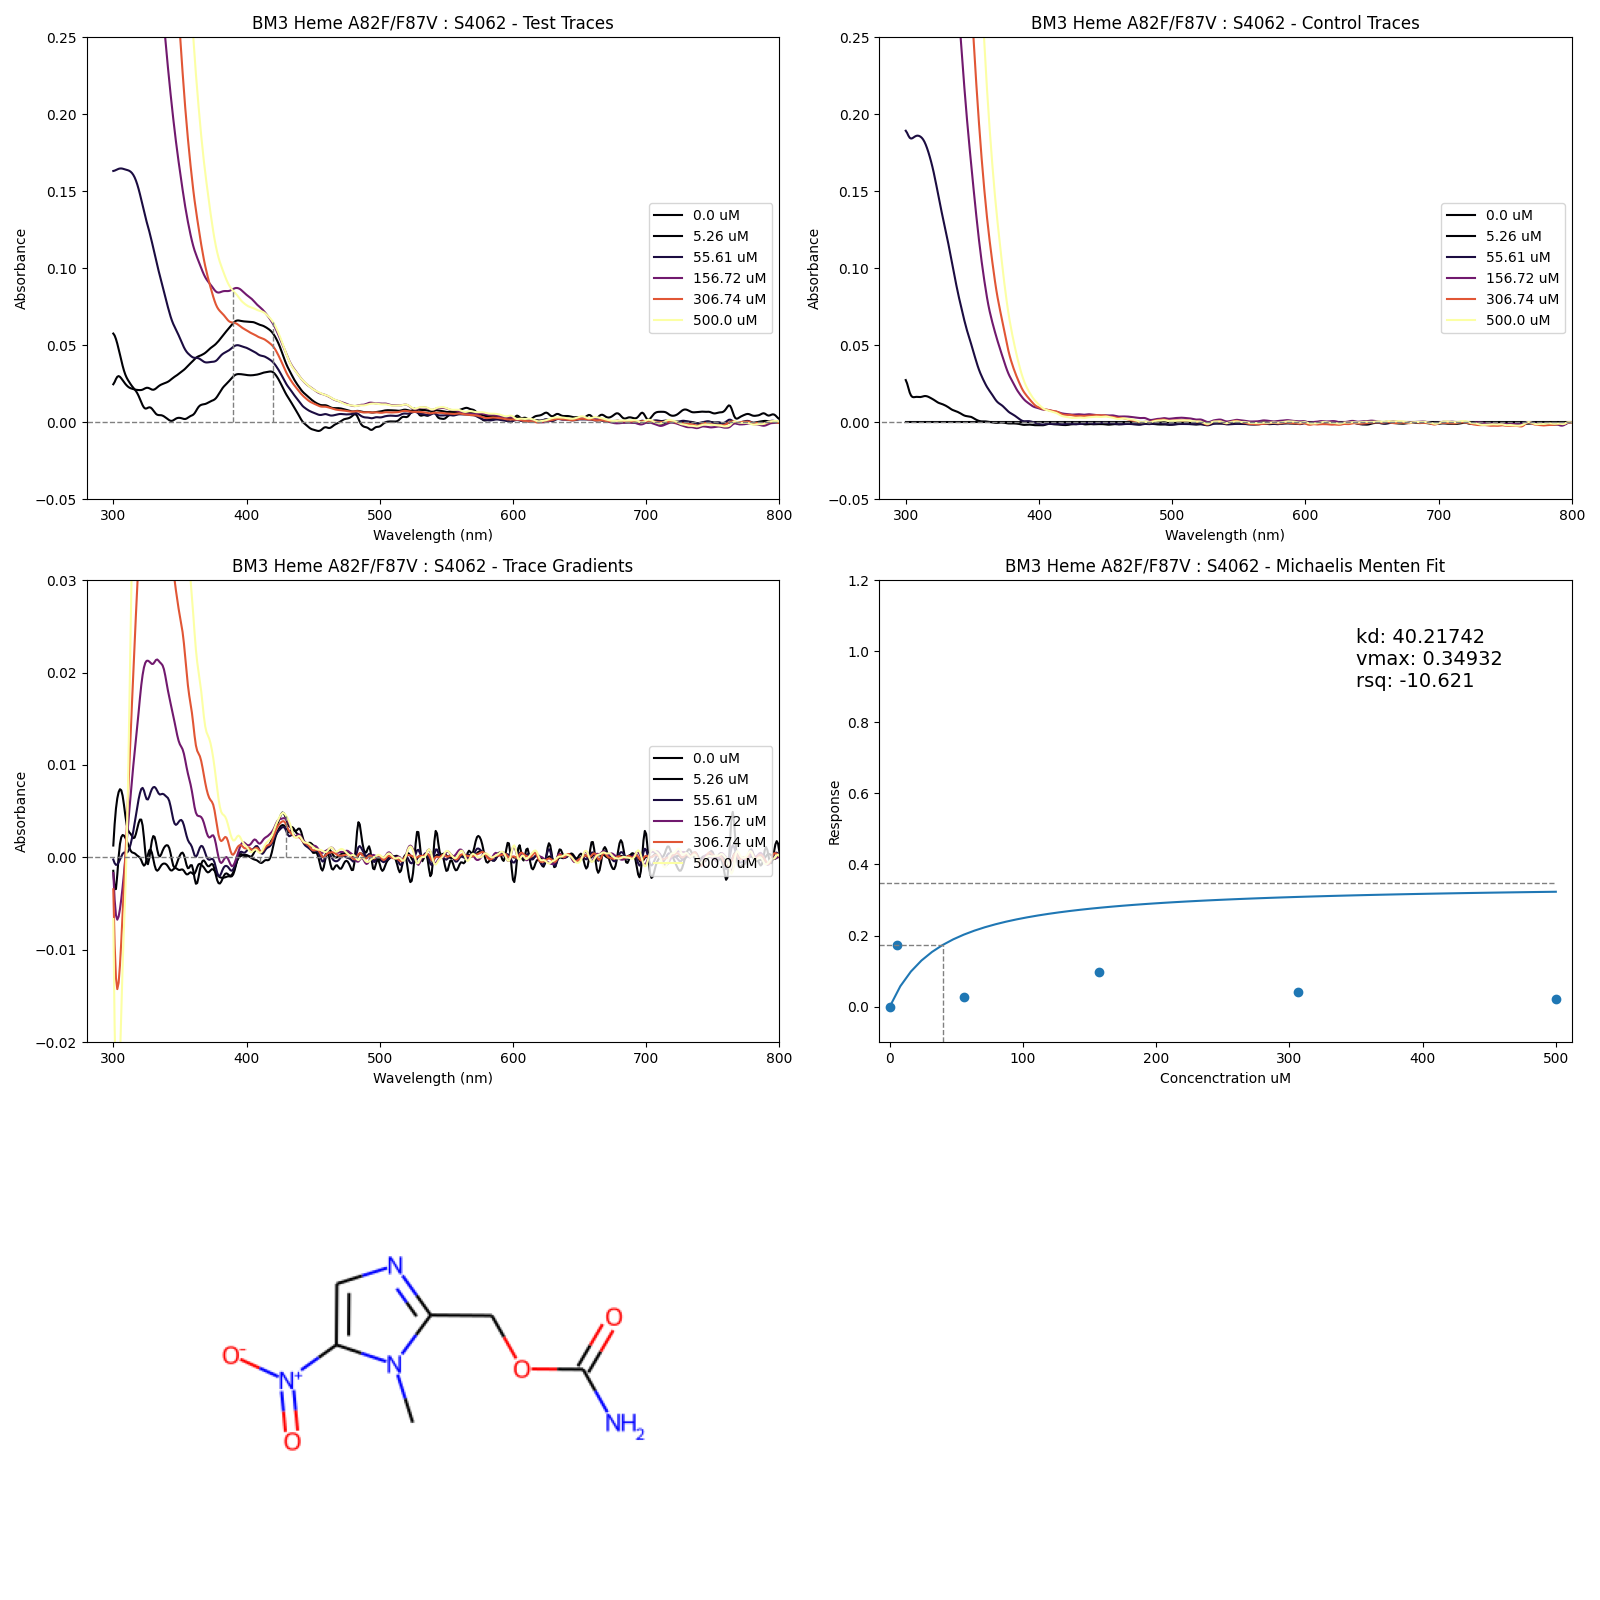 BM3 Heme A82F/F87V : S4062 - Test Traces
0.25
0.20
0.15
0.10
0.05
0.00
−0.05
Absorbance
300 400 500 600 700 800
Wavelength (nm)
0.0 uM
5.26 uM
55.61 uM
156.72 uM
306.74 uM
500.0 uM
BM3 Heme A82F/F87V : S4062 - Control Traces
0.25
0.20
0.15
0.10
0.05
0.00
−0.05
Absorbance
300 400 500 600 700 800
Wavelength (nm)
0.0 uM
5.26 uM
55.61 uM
156.72 uM
306.74 uM
500.0 uM
BM3 Heme A82F/F87V : S4062 - Trace Gradients
0.03
0.02
0.01
0.00
−0.01
−0.02
Absorbance
300 400 500 600 700 800
Wavelength (nm)
0.0 uM
5.26 uM
55.61 uM
156.72 uM
306.74 uM
500.0 uM
BM3 Heme A82F/F87V : S4062 - Michaelis Menten Fit
1.2
1.0
0.8
0.6
0.4
0.2
0.0
Response
0 100 200 300 400 500
Concenctration uM
kd: 40.21742
vmax: 0.34932
rsq: -10.621
N
O
O-
N
N+
O
NH2
O